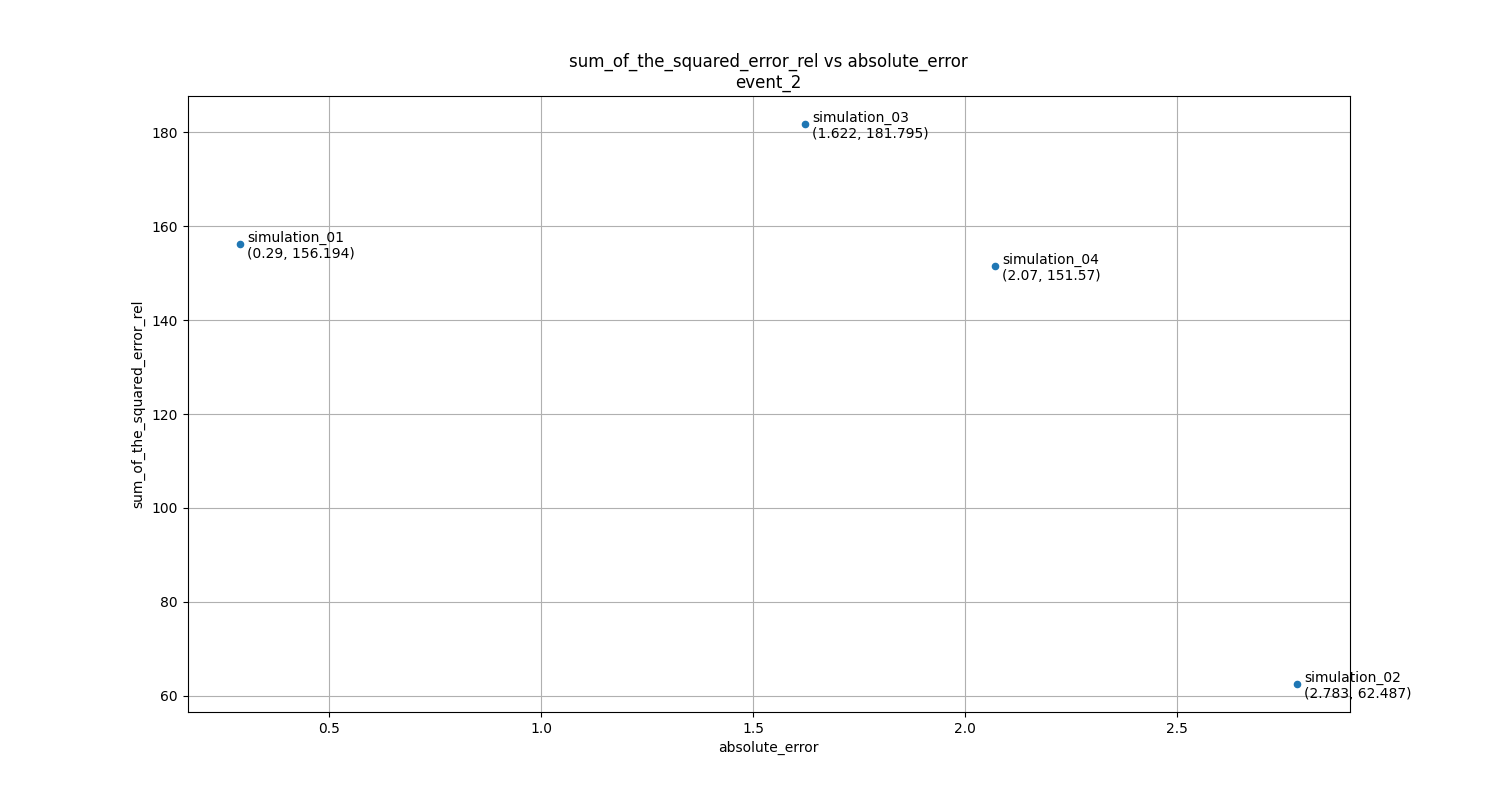 sum_of_the_squared_error_rel vs absolute_error
event_2
sum_of_the_squared_error_rel
180
160
140
120
100
80
60
simulation_03
(1.622, 181.795)
simulation_01
(0.29, 156.194)
simulation_04
(2.07, 151.57)
simulation_02
(2.783, 62.487)
0.5
1.0
1.5
2.0
2.5
absolute_error